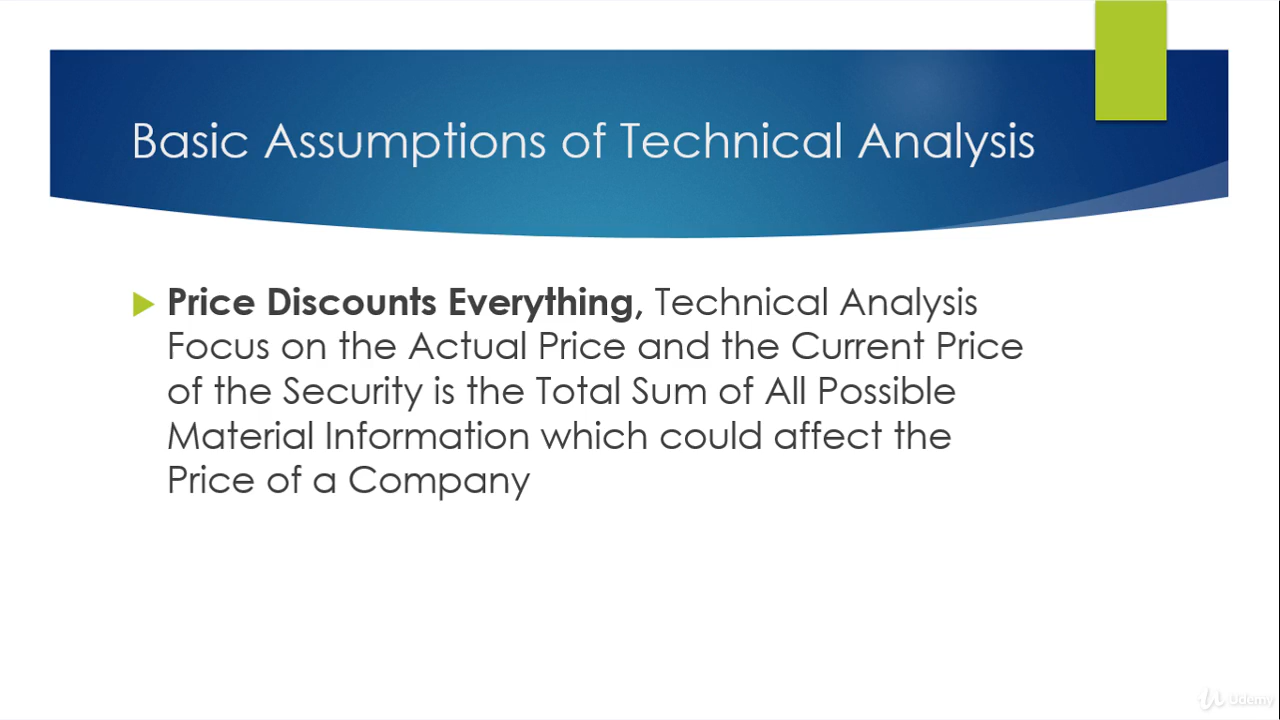 Basic Assumptions of Technical Analysis
Price Discounts Everything, Technical Analysis
Focus on the Actual Price and the Current Price
of the Security is the Total Sum of All Possible
Material Information which could affect the
Price of a Company
Udemy